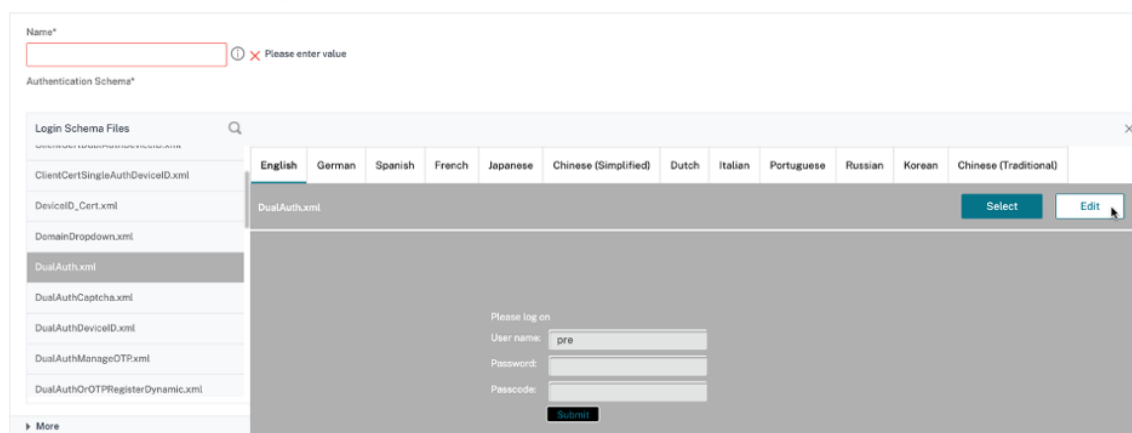 Name*
Please enter value
Authentication Schema*
Login Schema Files
English German Spanish French Japanese Chinese (Simplified) Dutch Italian Portuguese Russian Korean Chinese (Traditional)
ClientCertSingleAuthDeviceID.xml
DeviceID_Cert.xml
DualAuth.xml
Select Edit
DomainDropdown.xml
DualAuth.xml
DualAuthCaptcha.xml
DualAuthDeviceID.xml
DualAuthManageOTP.xml
DualAuthOrOTPRegisterDynamic.xml
Please log on
User name: pre
Password:
Passcode:
Submit
More